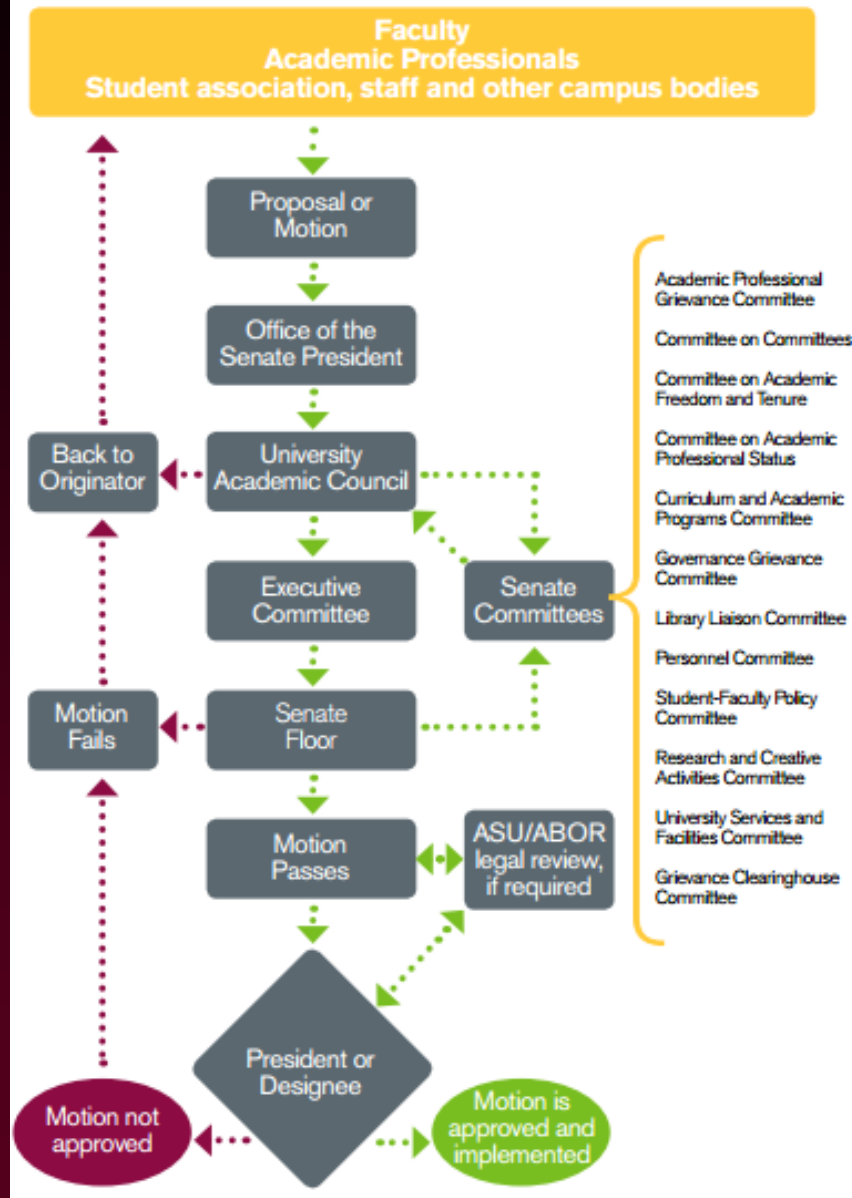 Faculty
Academic Professionals
Student association, staff and other campus bodies
Proposal or
Motion
Office of the
Senate President
Back to
Originator
University
Academic Council
Executive
Committee
Senate
Committees
Academic Professional
Grievance Committee
Committee on Committees
Committee on Academic
Freedom and Tenure
Committee on Academic
Professional Status
Curriculum and Academic
Programs Committee
Governance Grievance
Committee
Library Liaison Committee
Personnel Committee
Student-Faculty Policy
Committee
Research and Creative
Activities Committee
University Services and
Facilities Committee
Grievance Clearinghouse
Committee
Motion
Fails
Senate
Floor
Motion
Passes
ASU/ABOR
legal review,
if required
President or
Designee
Motion not
approved
Motion is
approved and
implemented